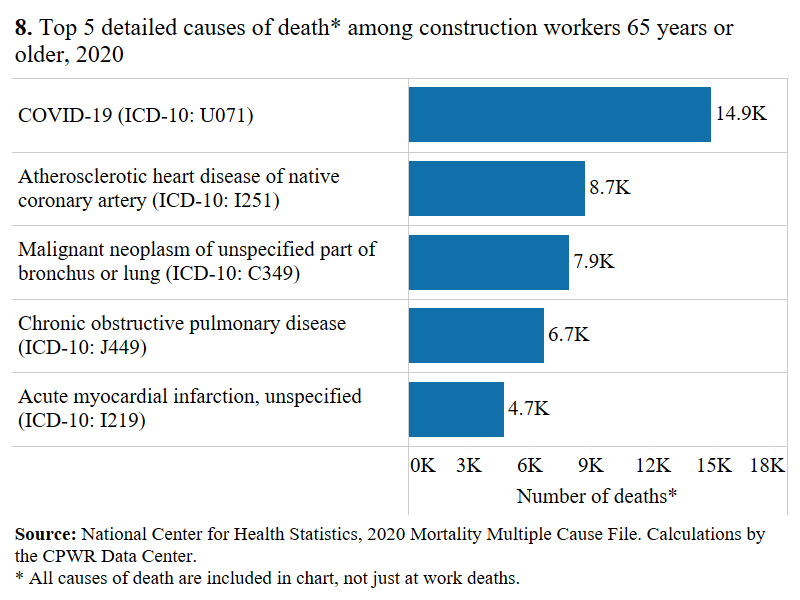 8. Top 5 detailed causes of death* among construction workers 65 years or
older, 2020
COVID-19 (ICD-10: U071)
14.9K
Atherosclerotic heart disease of native
coronary artery (ICD-10: I251)
8.7K
Malignant neoplasm of unspecified part of
bronchus or lung (ICD-10: C349)
7.9K
Chronic obstructive pulmonary disease
(ICD-10: J449)
6.7K
Acute myocardial infarction, unspecified
(ICD-10: I219)
4.7K
0K 3K 6K 9K 12K 15K 18K
Number of deaths*
Source: National Center for Health Statistics, 2020 Mortality Multiple Cause File. Calculations by
the CPWR Data Center.
* All causes of death are included in chart, not just at work deaths.